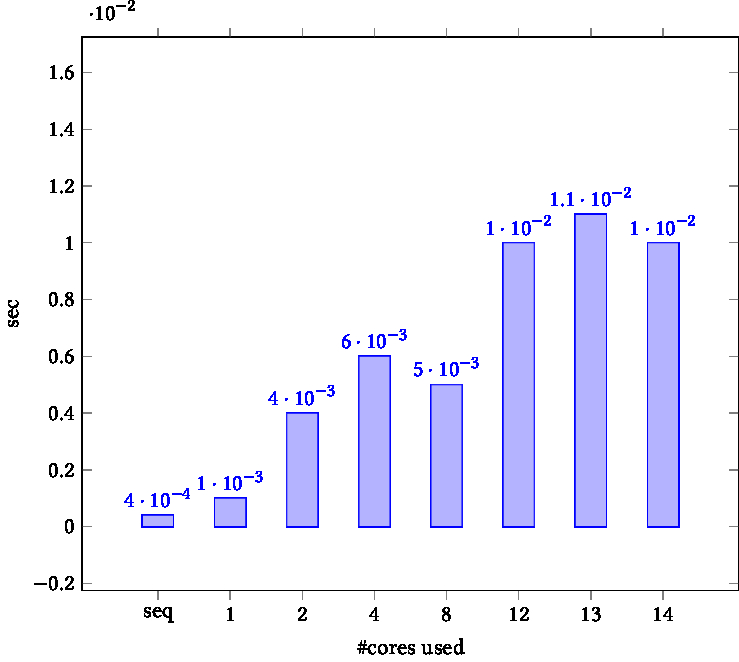 ·10⁻²
1.6
1.4
1.2
1
0.8
0.6
0.4
0.2
0
−0.2
sec
4 · 10⁻⁴
1 · 10⁻³
4 · 10⁻³
6 · 10⁻³
5 · 10⁻³
1 · 10⁻²
1.1 · 10⁻²
1 · 10⁻²
seq 1 2 4 8 12 13 14
#cores used